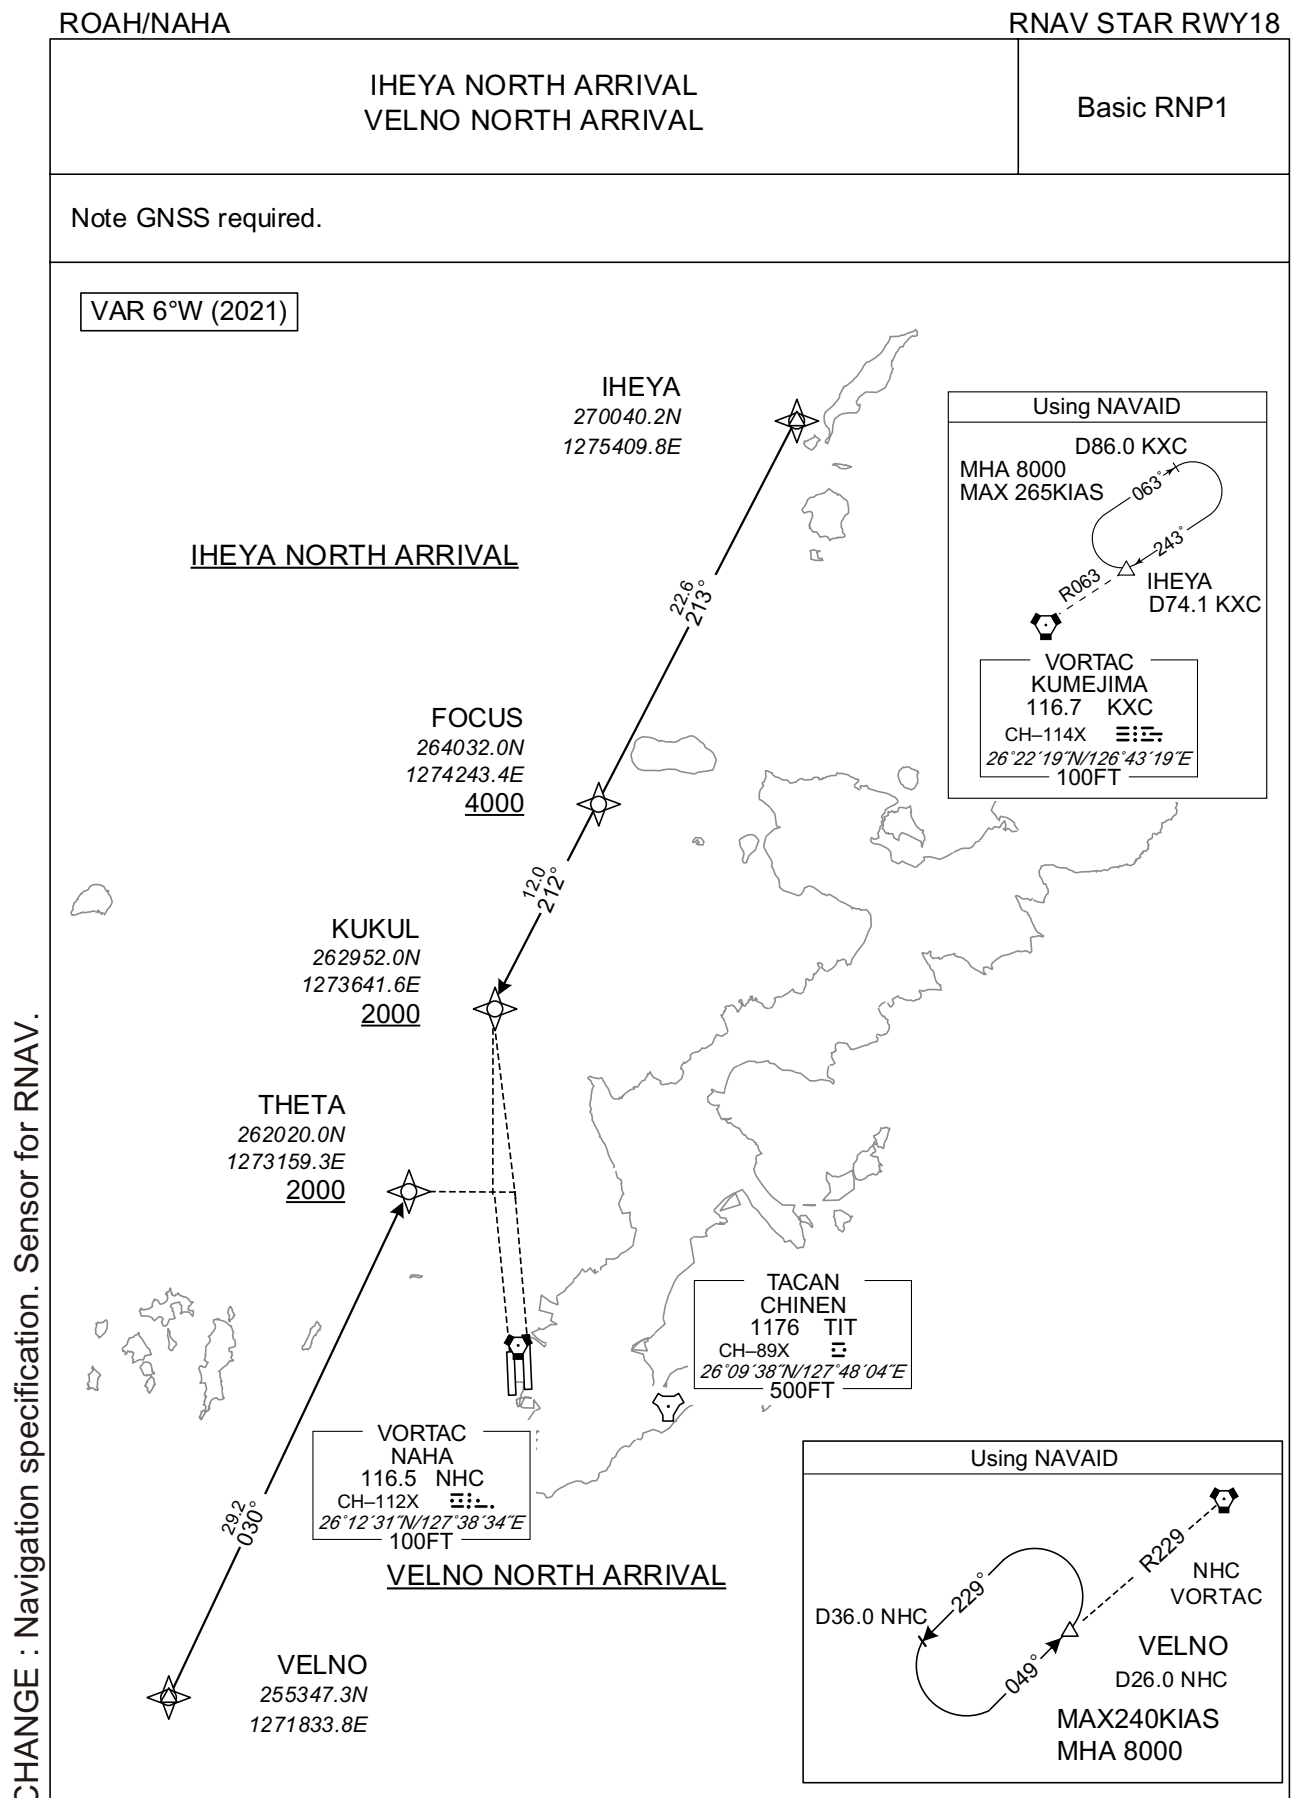 ROAH/NAHA
RNAV STAR RWY18
IHEYA NORTH ARRIVAL
VELNO NORTH ARRIVAL
Basic RNP1
Note GNSS required.
VAR 6°W (2021)
IHEYA
270040.2N
1275409.8E
Using NAVAID
D86.0 KXC
MHA 8000
MAX 265KIAS
063°
243°
R063
IHEYA
D74.1 KXC
VORTAC
KUMEJIMA
116.7 KXC
CH–114X
26°22´19˝N/126°43´19˝E
100FT
IHEYA NORTH ARRIVAL
22.6
213°
FOCUS
264032.0N
1274243.4E
4000
12.0
212°
KUKUL
262952.0N
1273641.6E
2000
THETA
262020.0N
1273159.3E
2000
TACAN
CHINEN
1176 TIT
CH–89X
26°09´38˝N/127°48´04˝E
500FT
VORTAC
NAHA
116.5 NHC
CH–112X
26°12´31˝N/127°38´34˝E
100FT
29.2
030°
VELNO NORTH ARRIVAL
VELNO
255347.3N
1271833.8E
Using NAVAID
R229
NHC
VORTAC
229°
D36.0 NHC
049°
VELNO
D26.0 NHC
MAX240KIAS
MHA 8000
CHANGE : Navigation specification. Sensor for RNAV.